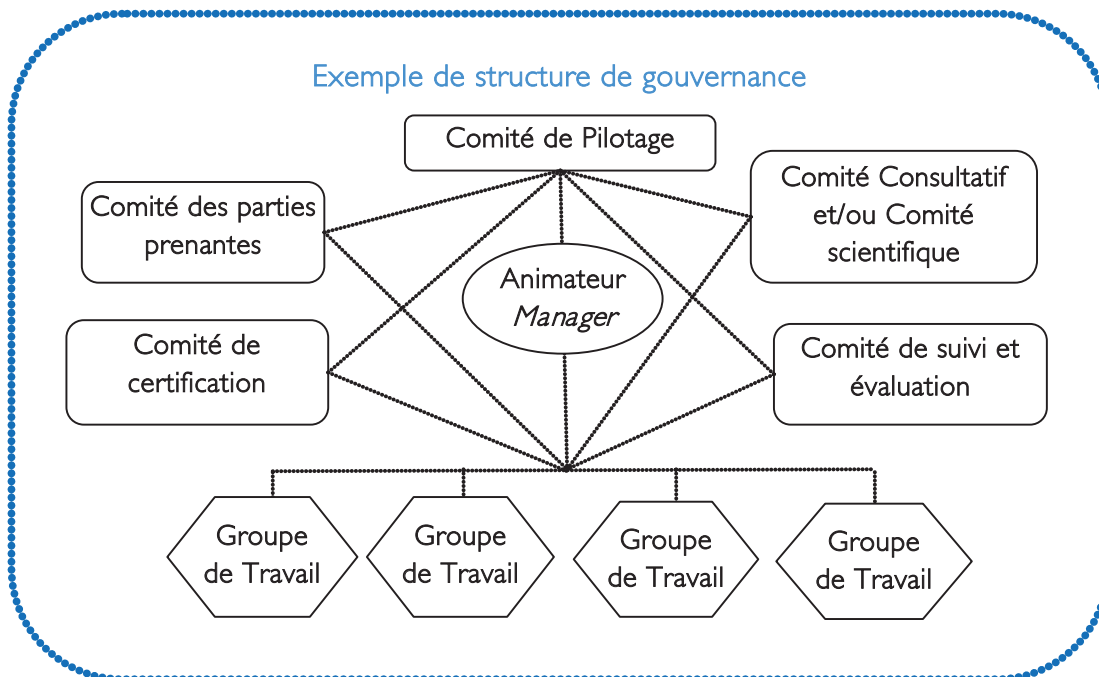 Exemple de structure de gouvernance
Comité de Pilotage
Comité des parties
prenantes
Comité Consultatif
et/ou Comité
scientifique
Animateur
Manager
Comité de
certification
Comité de suivi et
évaluation
Groupe
de Travail
Groupe
de Travail
Groupe
de Travail
Groupe
de Travail